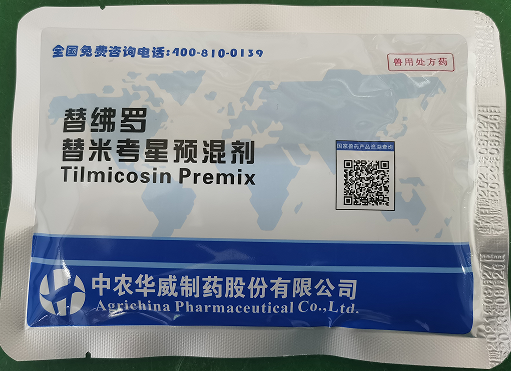 全国免费咨询电话:400-810-0139
兽用处方药
替绋罗
替米考星预混剂
Tilmicosin Premix
国家兽药产品追溯查询
中农华威制药股份有限公司
Agrichina Pharmaceutical Co.,Ltd.